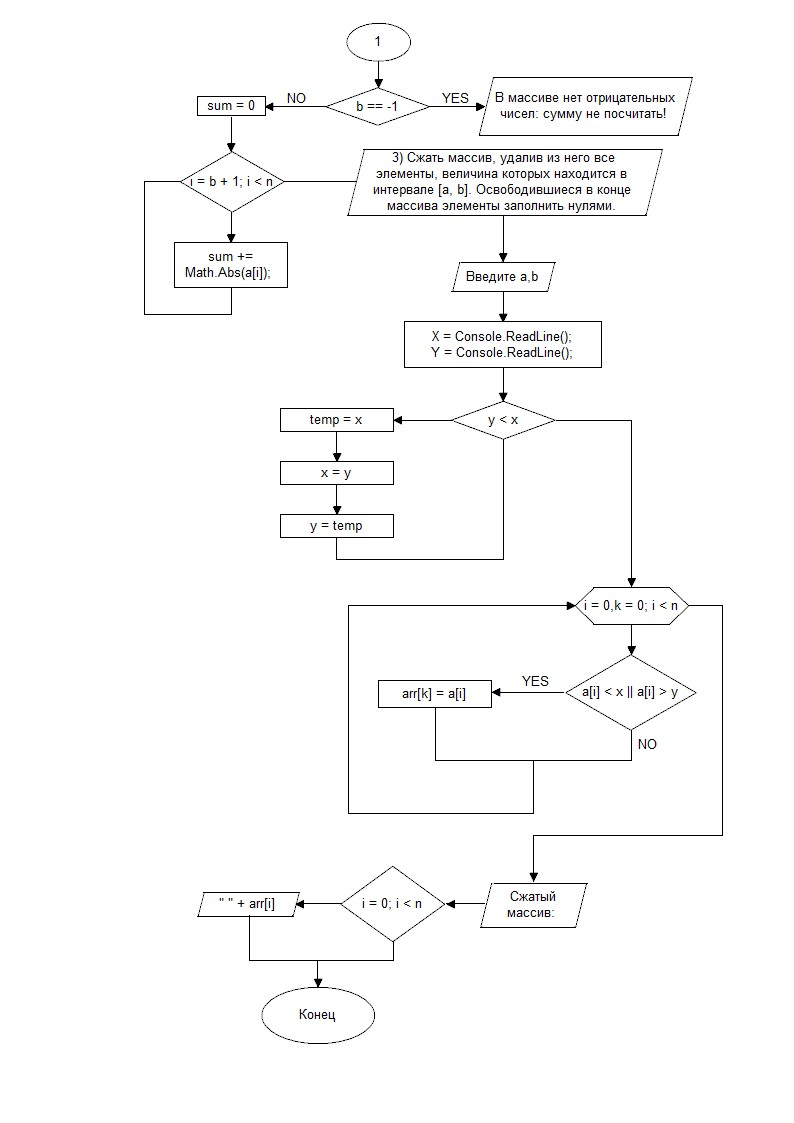 1
b == -1
NO
YES
sum = 0
В массиве нет отрицательных
чисел: сумму не посчитать!
i = b + 1; i < n
3) Сжать массив, удалив из него все
элементы, величина которых находится в
интервале [a, b]. Освободившиеся в конце
массива элементы заполнить нулями.
sum +=
Math.Abs(a[i]);
Введите a,b
X = Console.ReadLine();
Y = Console.ReadLine();
y < x
temp = x
x = y
y = temp
i = 0,k = 0; i < n
a[i] < x || a[i] > y
YES
NO
arr[k] = a[i]
Сжатый
массив:
i = 0; i < n
" " + arr[i]
Конец